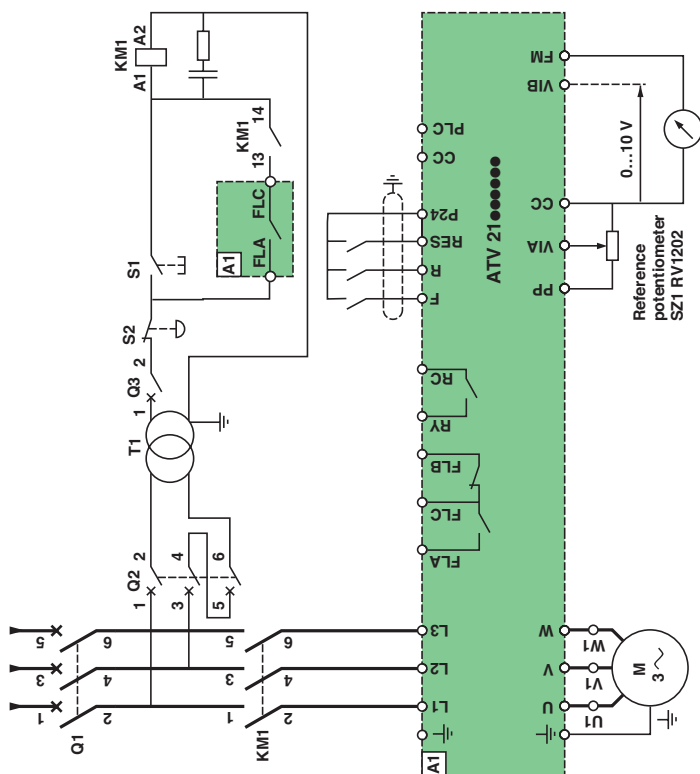 KM1
A1 A2
S1
S2
Q3
1 2
T1
A1
FLA FLC
KM1
13 14
Q2
1 2
3 4
5 6
1 3 5
Q1
2 4 6
1 3 5
KM1
2 4 6
A1
L1 L2 L3
FLA FLC FLB
RY RC
F R RES P24
CC PLC
ATV 21●●●●●●
U V W
PP VIA CC VIB FM
U1 V1 W1
M
3
0...10 V
Reference
potentiometer
SZ1 RV1202